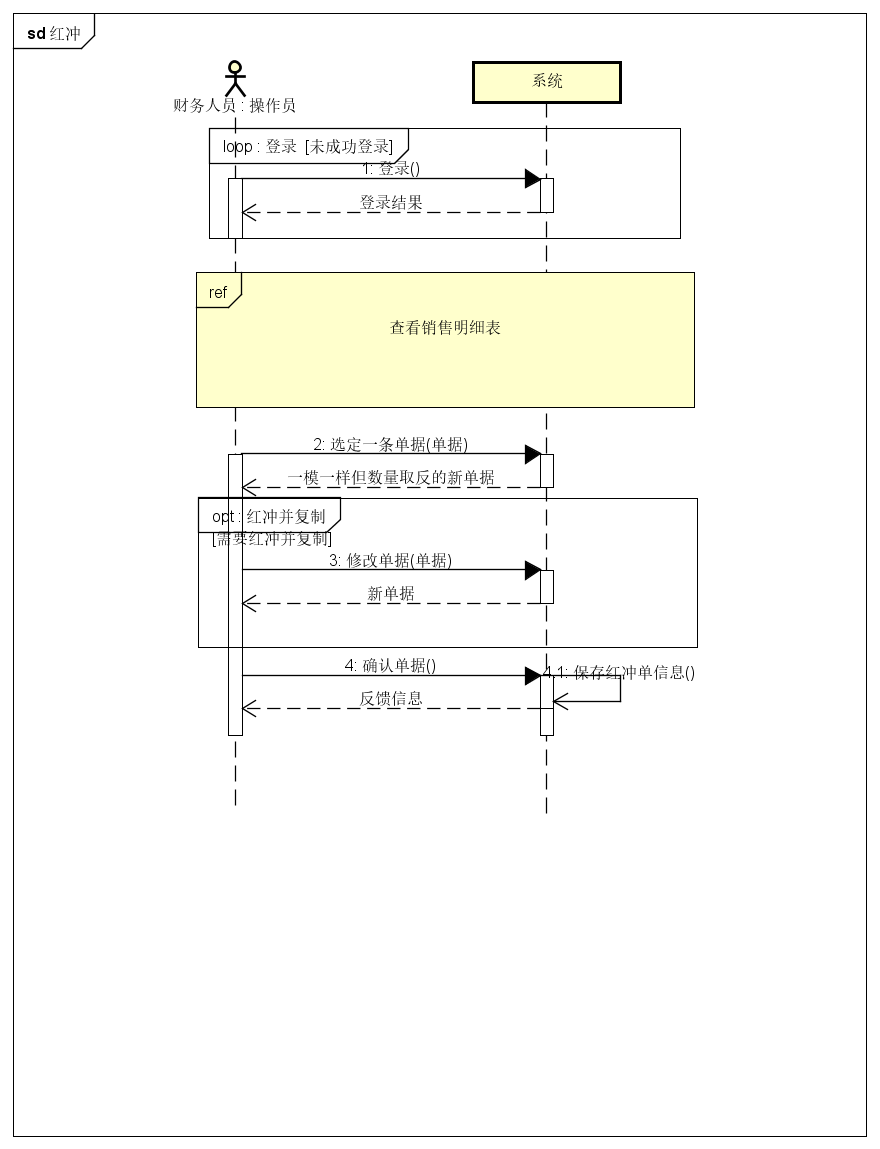 sd 红冲
系统
财务人员 : 操作员
loop : 登录 [未成功登录]
1: 登录()
登录结果
ref
查看销售明细表
2: 选定一条单据(单据)
一模一样但数量取反的新单据
opt : 红冲并复制
[需要红冲并复制]
3: 修改单据(单据)
新单据
4: 确认单据()
4.1: 保存红冲单信息()
反馈信息